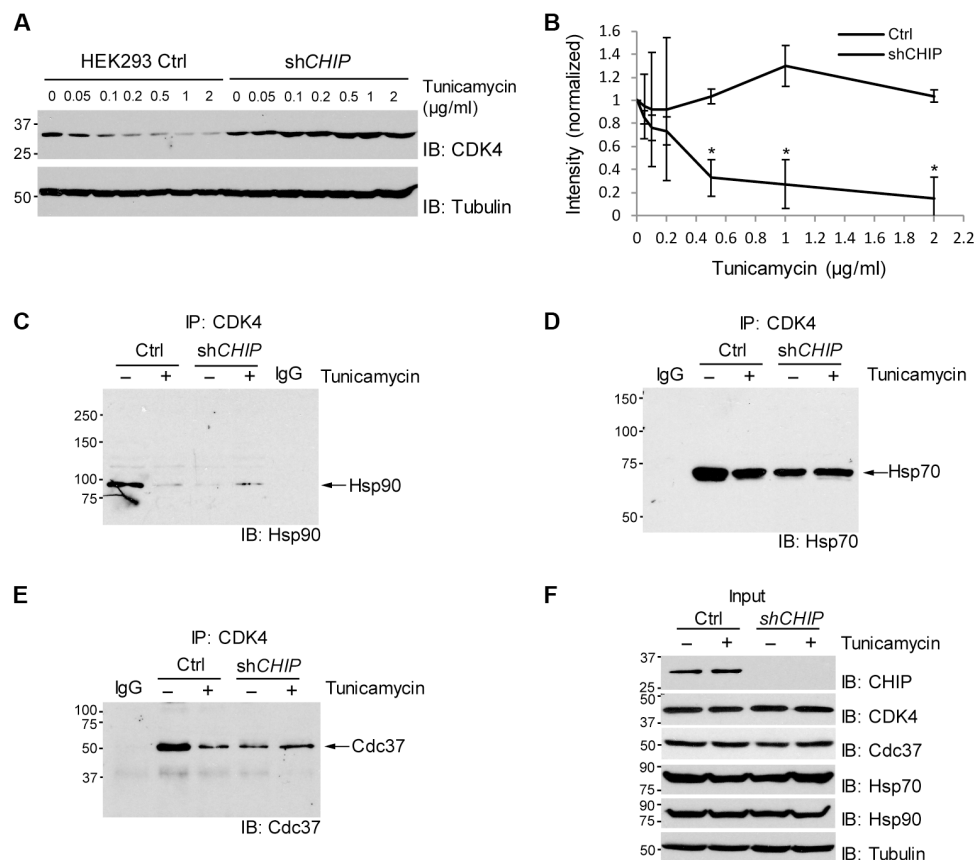 A
HEK293 Ctrl shCHIP
0 0.05 0.1 0.2 0.5 1 2 0 0.05 0.1 0.2 0.5 1 2 Tunicamycin
(µg/ml)
37
25
IB: CDK4
50
IB: Tubulin
B
Ctrl
shCHIP
Intensity (normalized)
1.6
1.4
1.2
1
0.8
0.6
0.4
0.2
0
* * *
0 0.2 0.4 0.6 0.8 1 1.2 1.4 1.6 1.8 2 2.2
Tunicamycin (µg/ml)
C
IP: CDK4
Ctrl shCHIP IgG
– + – + Tunicamycin
250
150
100
75
Hsp90
IB: Hsp90
D
IP: CDK4
IgG Ctrl shCHIP
– + – + Tunicamycin
150
100
75
50
Hsp70
IB: Hsp70
E
IP: CDK4
IgG Ctrl shCHIP
– + – + Tunicamycin
100
75
50
37
Cdc37
IB: Cdc37
F
Input
Ctrl shCHIP
– + – + Tunicamycin
37
25
IB: CHIP
50
37
IB: CDK4
50
IB: Cdc37
90
75
IB: Hsp70
90
75
IB: Hsp90
50
IB: Tubulin